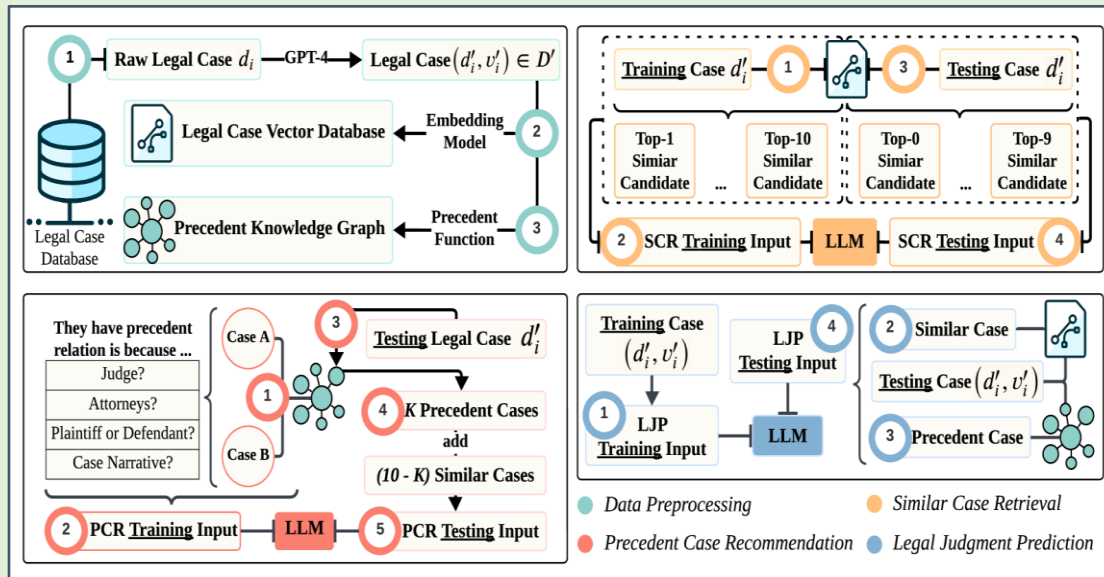 1
Raw Legal Case d_i
GPT-4
Legal Case (d'_i, v'_i) ∈ D'
Legal Case Vector Database
Embedding
Model
2
Precedent Knowledge Graph
Precedent
Function
3
Legal Case
Database
Training Case d'_i
1
3
Testing Case d'_i
Top-1
Simiar
Candidate
...
Top-10
Similar
Candidate
Top-0
Simiar
Candidate
...
Top-9
Similar
Candidate
2
SCR Training Input
LLM
SCR Testing Input
4
They have precedent
relation is because ...
Judge?
Attorneys?
Plaintiff or Defendant?
Case Narrative?
Case A
1
Case B
3
Testing Legal Case d'_i
4
K Precedent Cases
add
(10 - K) Similar Cases
2
PCR Training Input
LLM
5
PCR Testing Input
Training Case
(d'_i, v'_i)
1
LJP
Training Input
4
LJP
Testing Input
LLM
2
Similar Case
Testing Case (d'_i, v'_i)
3
Precedent Case
Data Preprocessing
Similar Case Retrieval
Precedent Case Recommendation
Legal Judgment Prediction